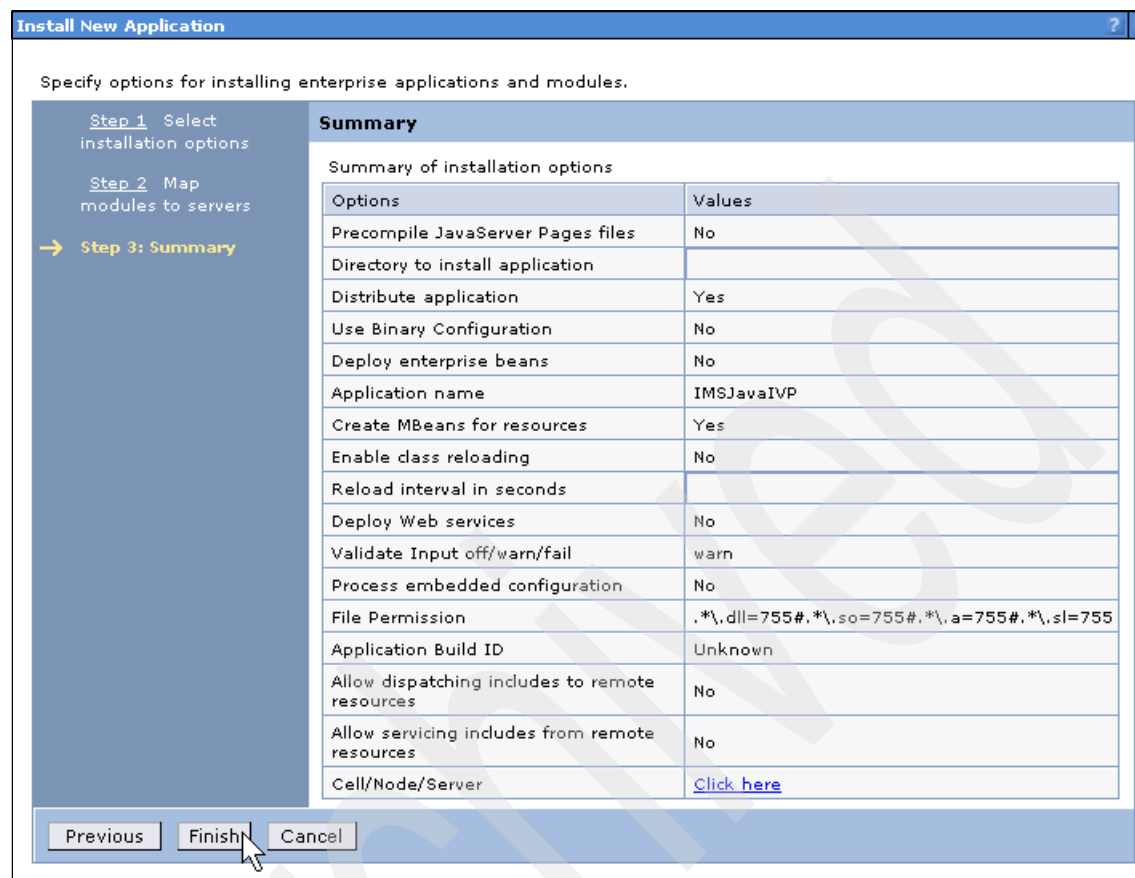 Install New Application ?
Specify options for installing enterprise applications and modules.
Step 1 Select
installation options
Step 2 Map
modules to servers
Step 3: Summary
Summary
Summary of installation options
Options Values
Precompile JavaServer Pages files No
Directory to install application
Distribute application Yes
Use Binary Configuration No
Deploy enterprise beans No
Application name IMSJavaIVP
Create MBeans for resources Yes
Enable class reloading No
Reload interval in seconds
Deploy Web services No
Validate Input off/warn/fail warn
Process embedded configuration No
File Permission .*\.dll=755#.*\.so=755#.*\.a=755#.*\.sl=755
Application Build ID Unknown
Allow dispatching includes to remote
resources No
Allow servicing includes from remote
resources No
Cell/Node/Server Click here
Previous Finish Cancel